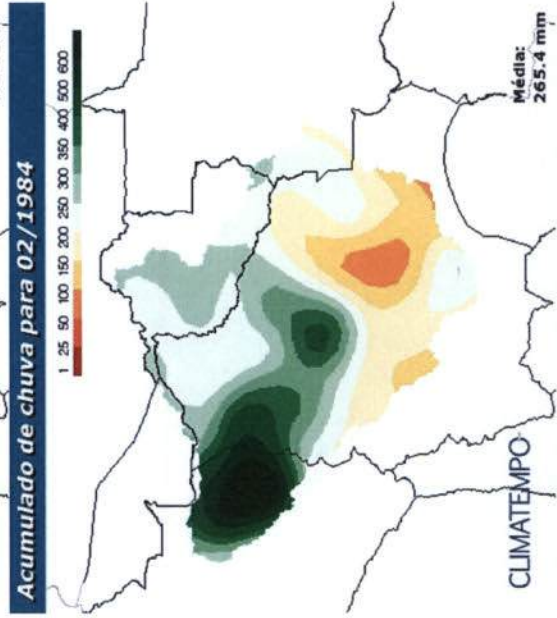 Acumulado de chuva para 02/1984
1 25 50 100 150 200 250 300 350 400 500 600
CLIMATEMPO
Média:
265.4 mm